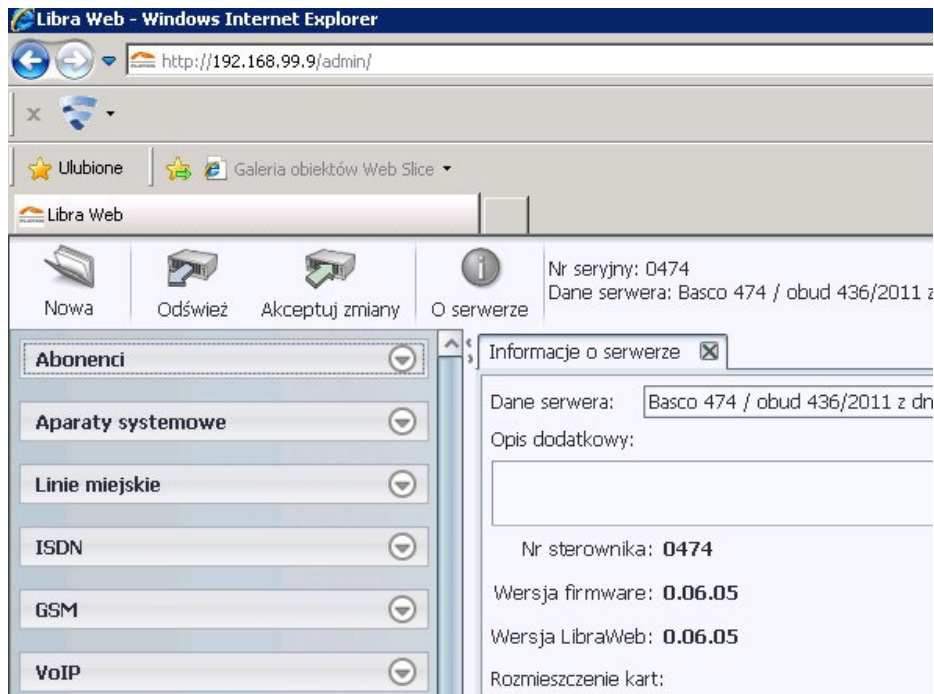 Libra Web - Windows Internet Explorer
http://192.168.99.9/admin/
x
Ulubione Galeria obiektów Web Slice
Libra Web
Nowa Odśwież Akceptuj zmiany O serwerze
Nr seryjny: 0474
Dane serwera: Basco 474 / obud 436/2011 z
Abonenci
Aparaty systemowe
Linie miejskie
ISDN
GSM
VoIP
Informacje o serwerze
Dane serwera: Basco 474 / obud 436/2011 z dn
Opis dodatkowy:
Nr sterownika: 0474
Wersja firmware: 0.06.05
Wersja LibraWeb: 0.06.05
Rozmieszczenie kart: